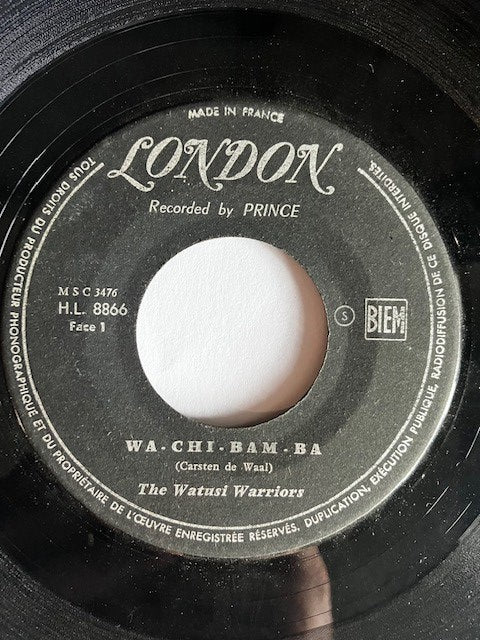 MADE IN FRANCE
LONDON
Recorded by PRINCE
MSC 3476
H.L. 8866
Face 1
S
BIEM
WA-CHI-BAM-BA
(Carsten de Waal)
The Watusi Warriors
TOUS DROITS DU PRODUCTEUR PHONOGRAPHIQUE ET DU PROPRIÉTAIRE DE L'ŒUVRE ENREGISTRÉE RÉSERVÉS. DUPLICATION, EXÉCUTION PUBLIQUE, RADIODIFFUSION DE CE DISQUE INTERDITES.